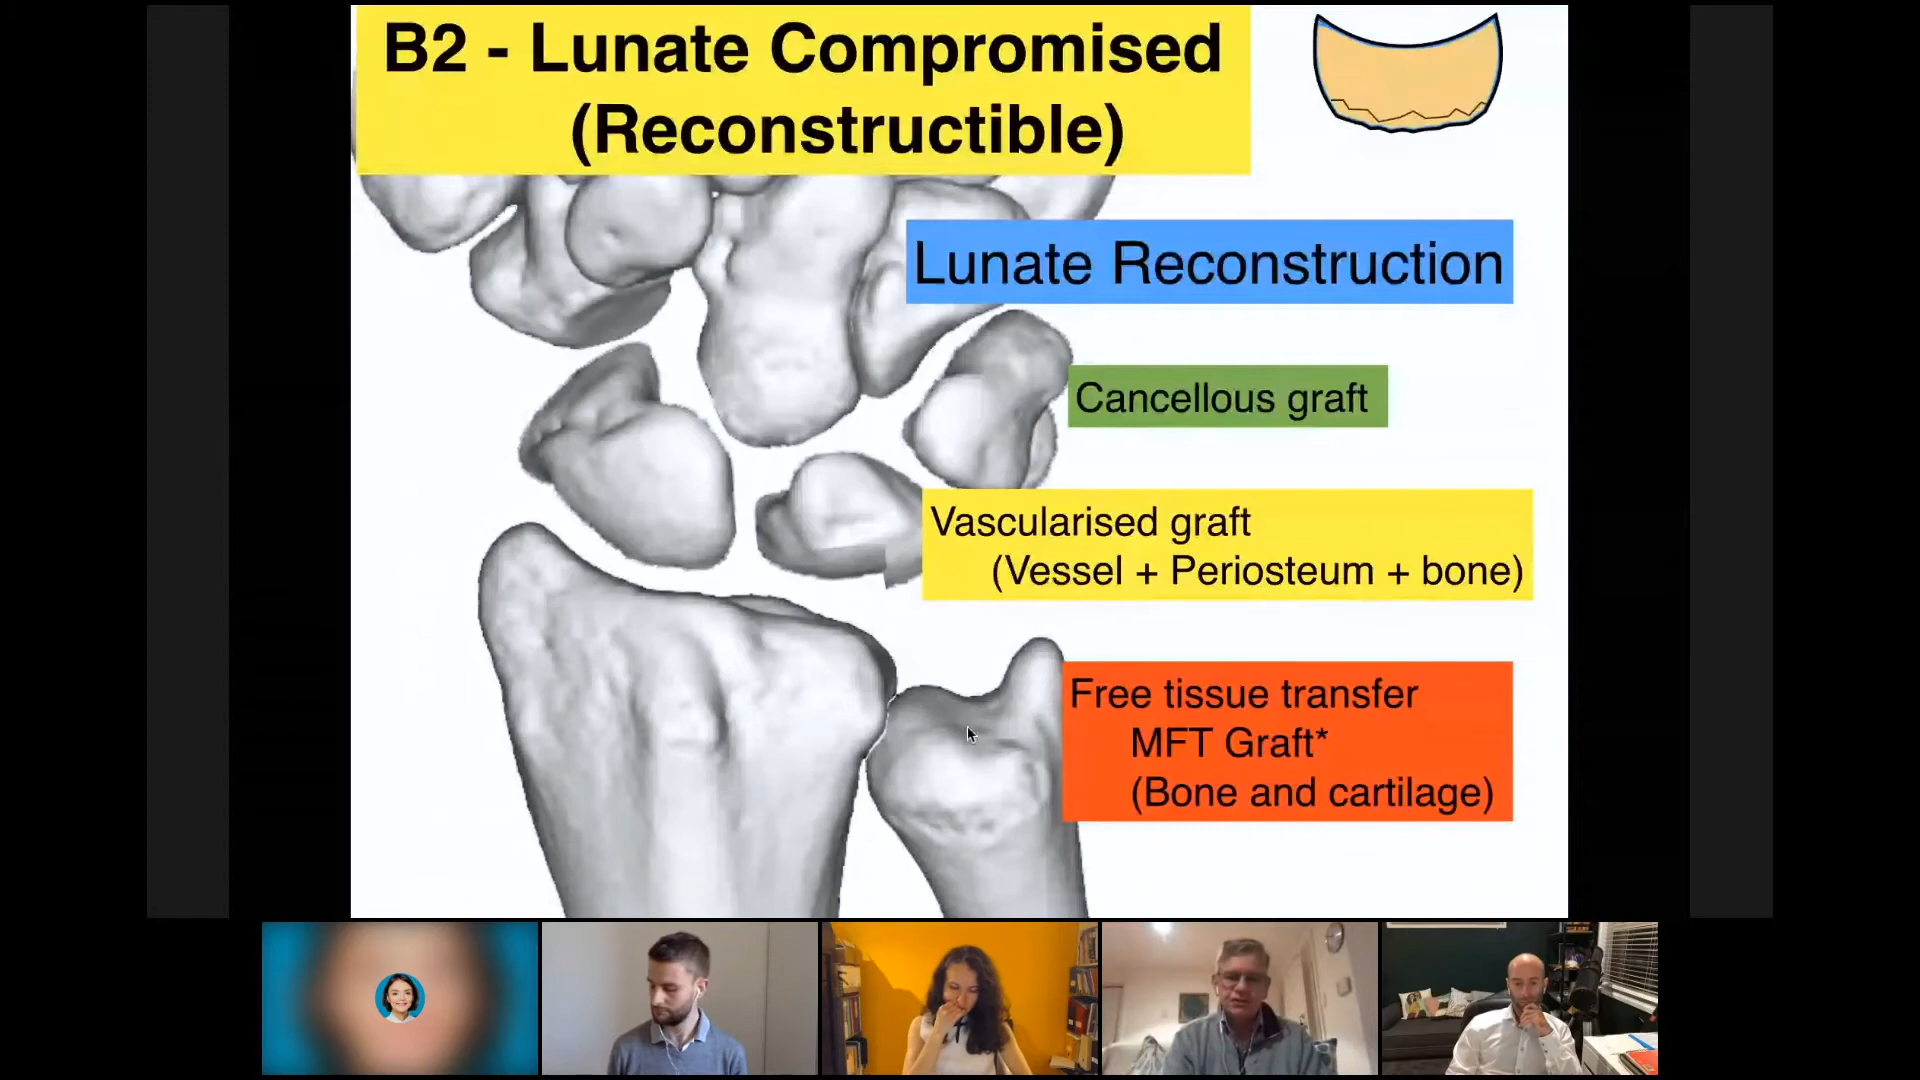 B2 - Lunate Compromised
(Reconstructible)
Lunate Reconstruction
Cancellous graft
Vascularised graft
(Vessel + Periosteum + bone)
Free tissue transfer
MFT Graft*
(Bone and cartilage)